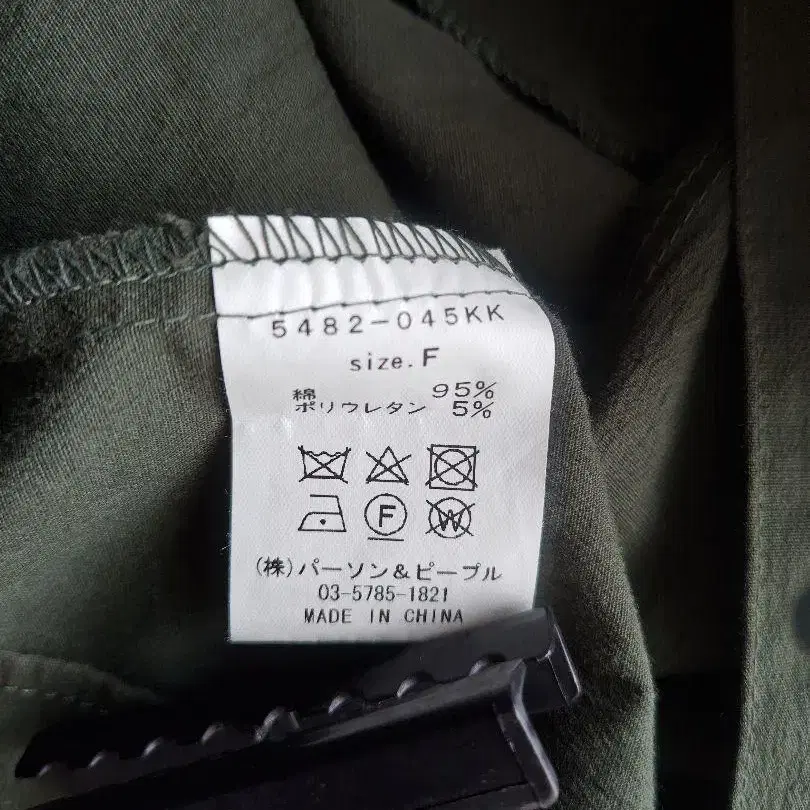 5482-045KK
size.F
綿 95%
ポリウレタン 5%
F W
(株)パーソン&ピープル
03-5785-1821
MADE IN CHINA